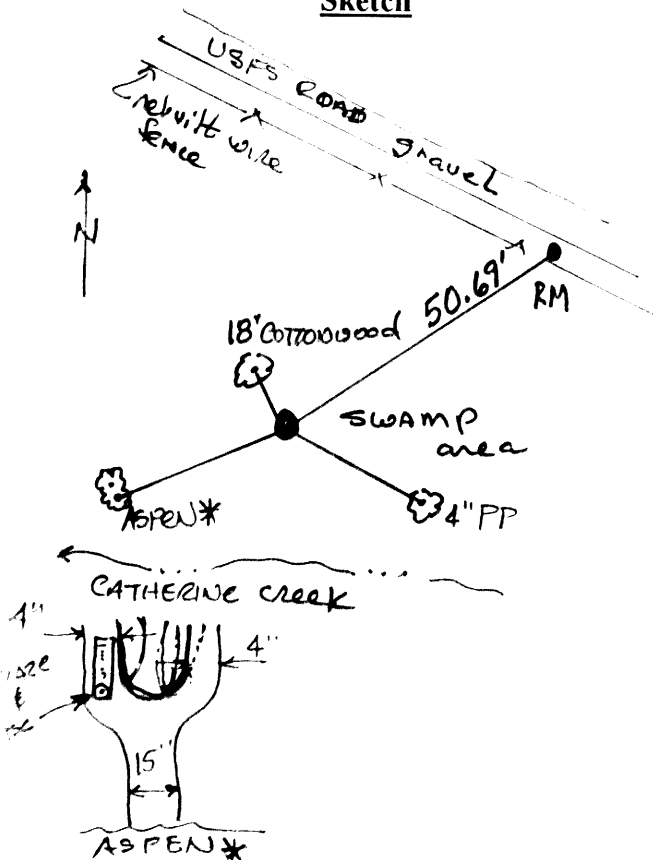 Sketch
USFS ROAD gravel
rebuilt wire
fence
N
50.69'
RM
18" COTTONWOOD
SWAMP
area
ASPEN*
4" PP
CATHERINE CREEK
4"
4"
15"
ASPEN *